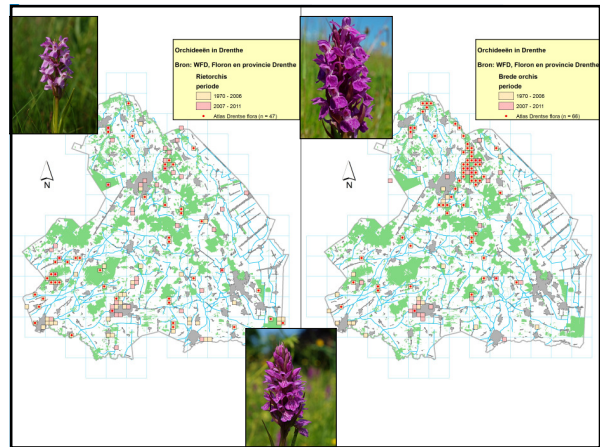 Orchideeën in Drenthe
Bron: WFD, Floron en provincie Drenthe
Rietorchis
periode
1970 - 2006
2007 - 2011
Atlas Drentse flora (n = 47)
N
Orchideeën in Drenthe
Bron: WFD, Floron en provincie Drenthe
Brede orchis
periode
1970 - 2006
2007 - 2011
Atlas Drentse flora (n = 66)
N